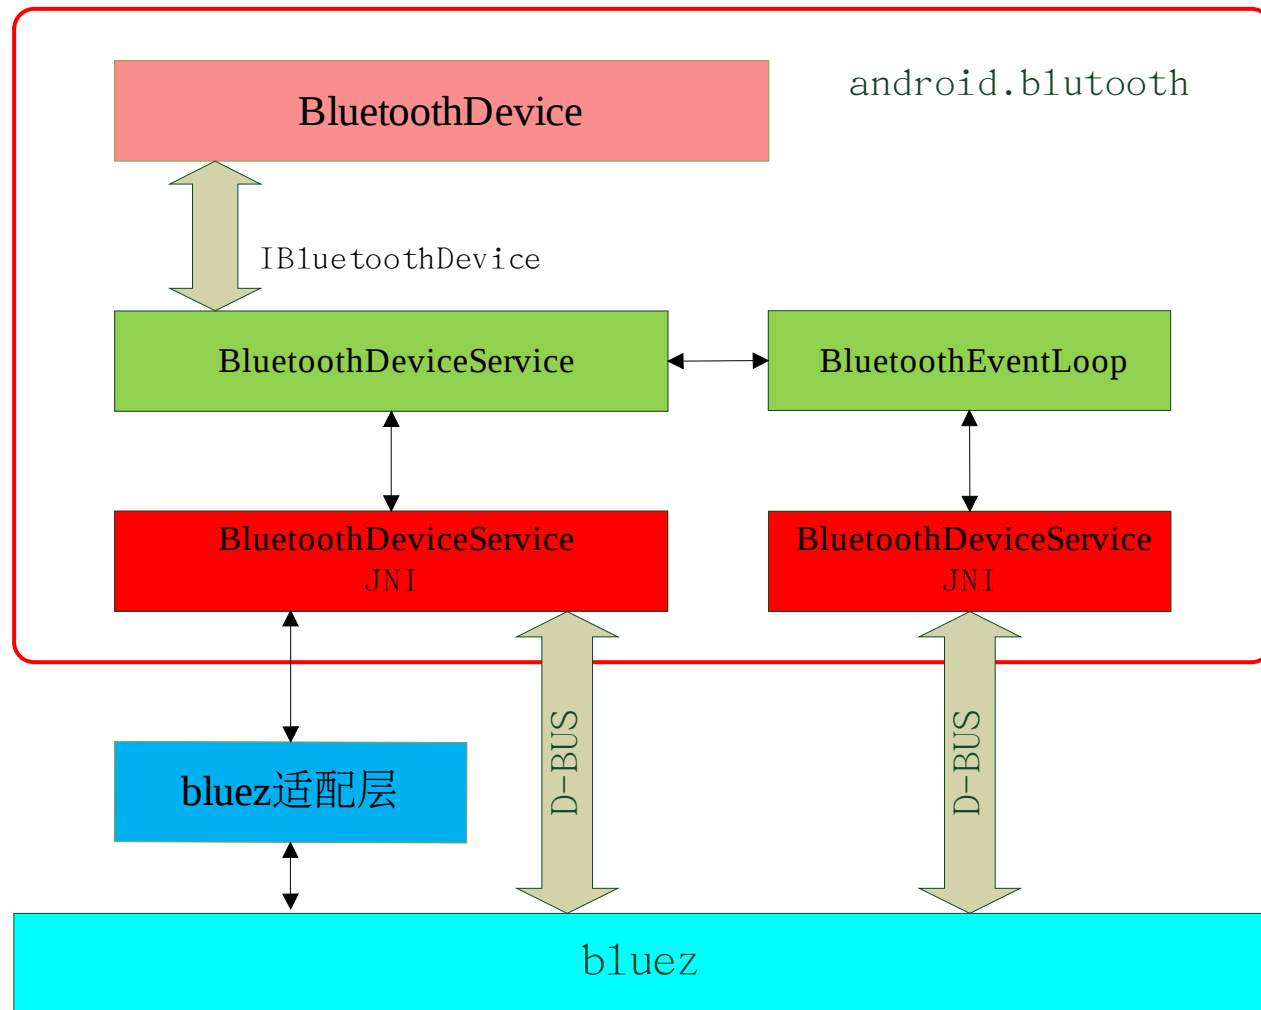 android.blutooth
BluetoothDevice
IBluetoothDevice
BluetoothDeviceService
BluetoothEventLoop
BluetoothDeviceService
JNI
BluetoothDeviceService
JNI
D-BUS
D-BUS
bluez适配层
bluez